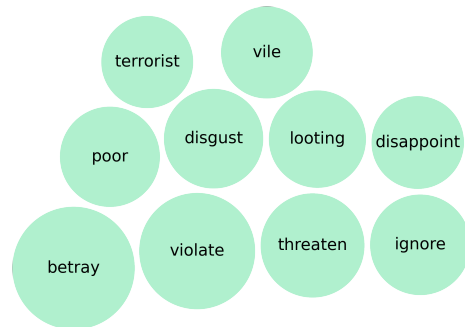 terrorist
vile
poor
disgust
looting
disappoint
betray
violate
threaten
ignore